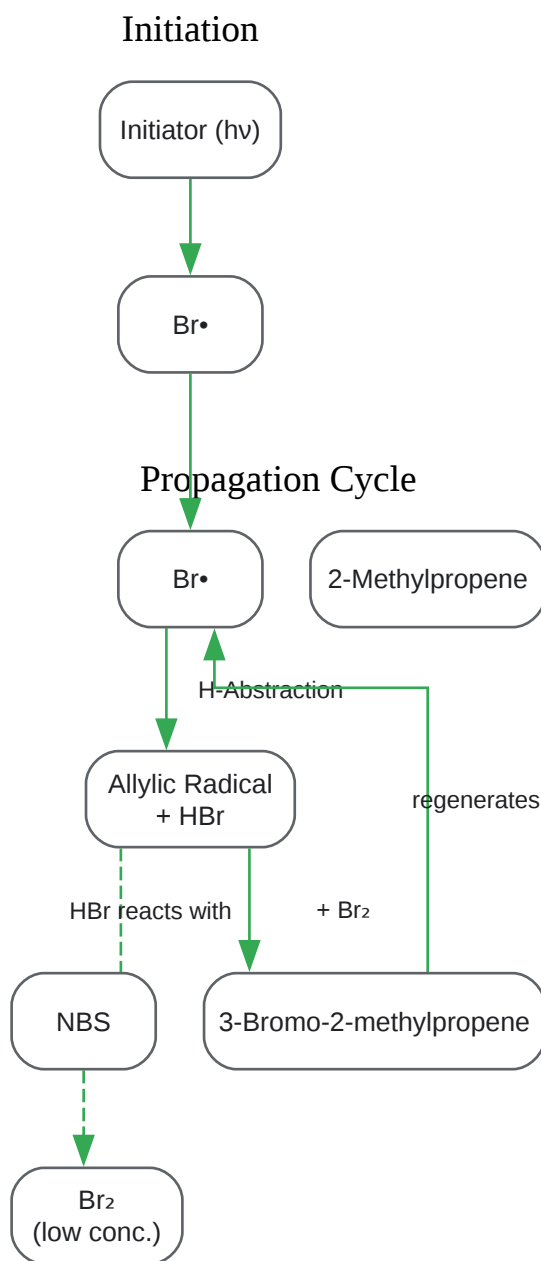 Initiation
Initiator (hν)
Br•
Propagation Cycle
Br•
2-Methylpropene
H-Abstraction
Allylic Radical
+ HBr
regenerates
HBr reacts with
+ Br₂
NBS
3-Bromo-2-methylpropene
Br₂
(low conc.)